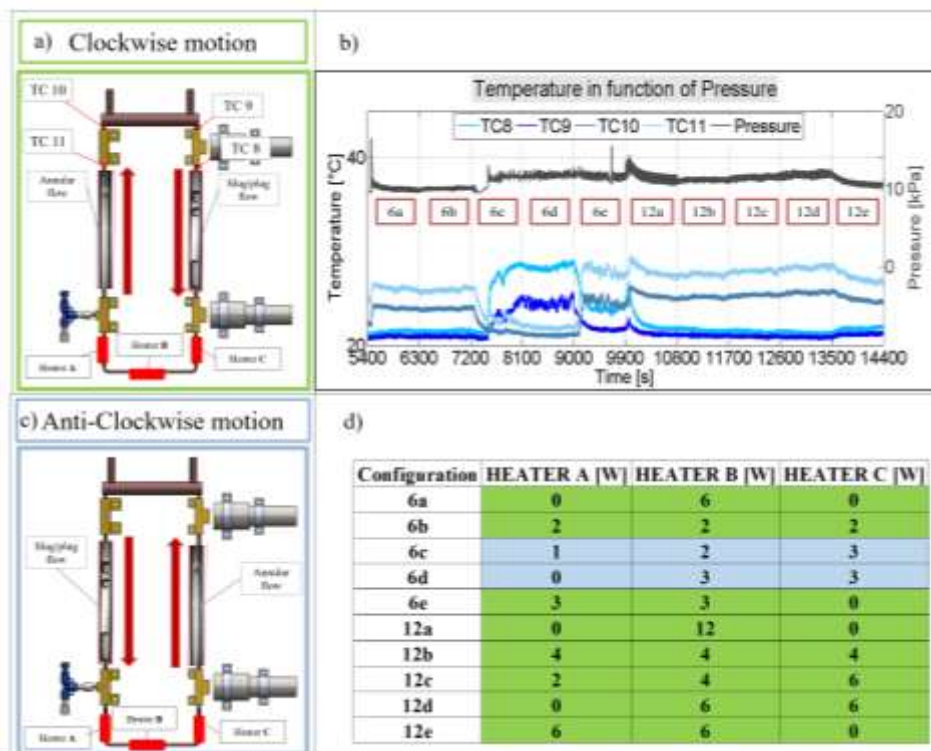 a) Clockwise motion
TC 10
TC 9
TC 11
TC 8
Annular
flow
Slug/plug
flow
Heater B
Heater A
Heater C
b)
Temperature in function of Pressure
TC8 TC9 TC10 TC11 Pressure
Temperature [°C]
40
20
Pressure [kPa]
20
10
0
6a 6b 6c 6d 6e 12a 12b 12c 12d 12e
5400 6300 7200 8100 9000 9900 10800 11700 12600 13500 14400
Time [s]
c) Anti-Clockwise motion
Slug/plug
flow
Annular
flow
Heater B
Heater A
Heater C
d)
Configuration HEATER A [W] HEATER B [W] HEATER C [W]
6a 0 6 0
6b 2 2 2
6c 1 2 3
6d 0 3 3
6e 3 3 0
12a 0 12 0
12b 4 4 4
12c 2 4 6
12d 0 6 6
12e 6 6 0